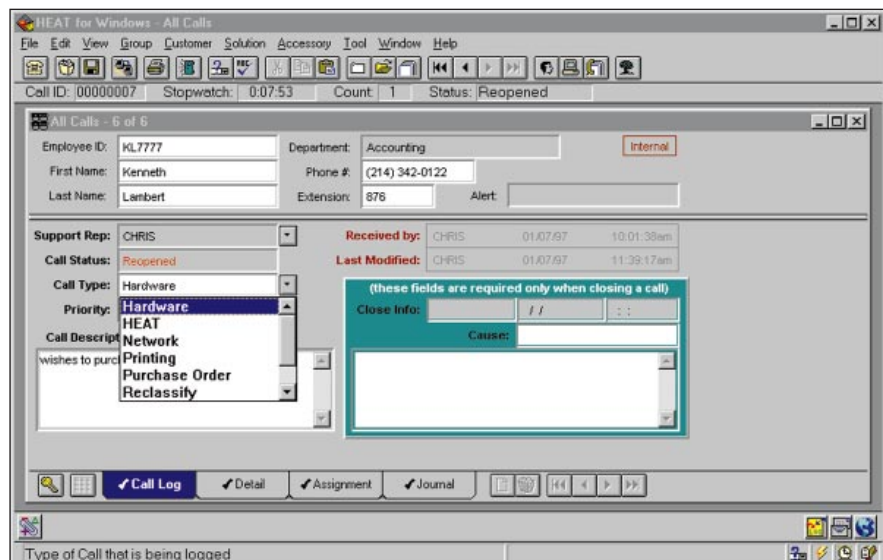 HEAT for Windows - All Calls
File Edit View Group Customer Solution Accessory Tool Window Help
Call ID: 00000007 Stopwatch: 0:07:53 Count: 1 Status: Reopened
All Calls - 6 of 6
Employee ID: KL7777 Department: Accounting Internal
First Name: Kenneth Phone #: (214) 342-0122
Last Name: Lambert Extension: 876 Alert:
Support Rep: CHRIS Received by: CHRIS 01/07/97 10:01:38am
Call Status: Reopened Last Modified: CHRIS 01/07/97 11:39:17am
Call Type: Hardware (these fields are required only when closing a call)
Priority: Hardware Close Info: / / : :
HEAT
Call Descript Network Cause:
wishes to purc Printing
Purchase Order
Reclassify
Call Log Detail Assignment Journal
Type of Call that is being logged